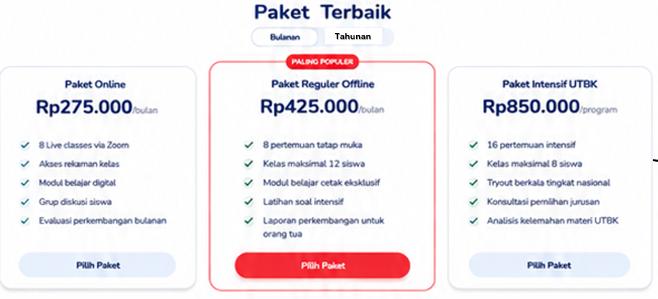 Paket Terbaik
Bulanan
Tahunan
PALING POPULER
Paket Online
Rp275.000/bulan
8 Live classes via Zoom
Akses rekaman kelas
Modul belajar digital
Grup diskusi siswa
Evaluasi perkembangan bulanan
Pilih Paket
Paket Reguler Offline
Rp425.000/bulan
8 pertemuan tatap muka
Kelas maksimal 12 siswa
Modul belajar cetak eksklusif
Latihan soal intensif
Laporan perkembangan untuk
orang tua
Pilih Paket
Paket Intensif UTBK
Rp850.000/program
16 pertemuan intensif
Kelas maksimal 8 siswa
Tryout berkala tingkat nasional
Konsultasi pemilihan jurusan
Analisis kelemahan materi UTBK
Pilih Paket